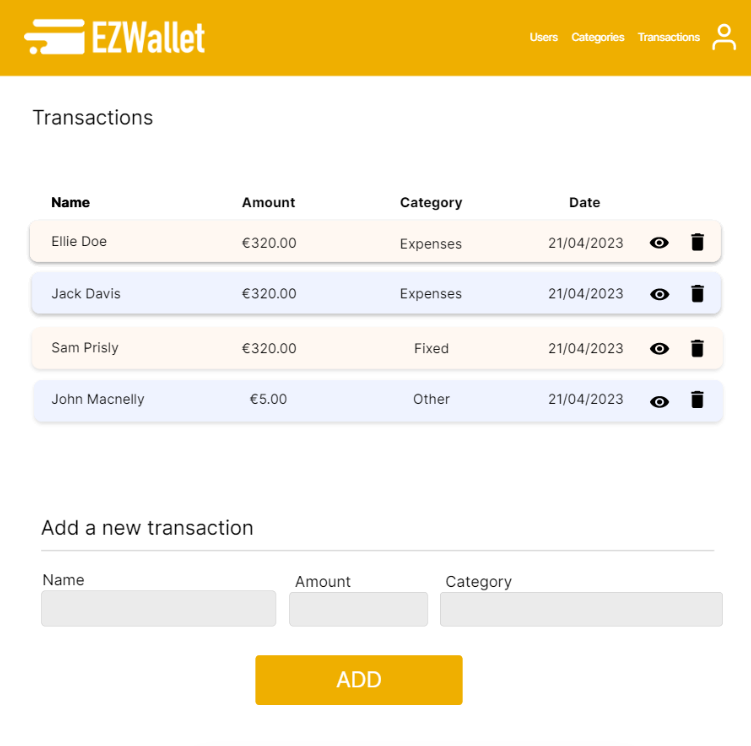 EZWallet
Users Categories Transactions
Transactions
Name Amount Category Date
Ellie Doe €320.00 Expenses 21/04/2023
Jack Davis €320.00 Expenses 21/04/2023
Sam Prisly €320.00 Fixed 21/04/2023
John Macnelly €5.00 Other 21/04/2023
Add a new transaction
Name Amount Category
ADD